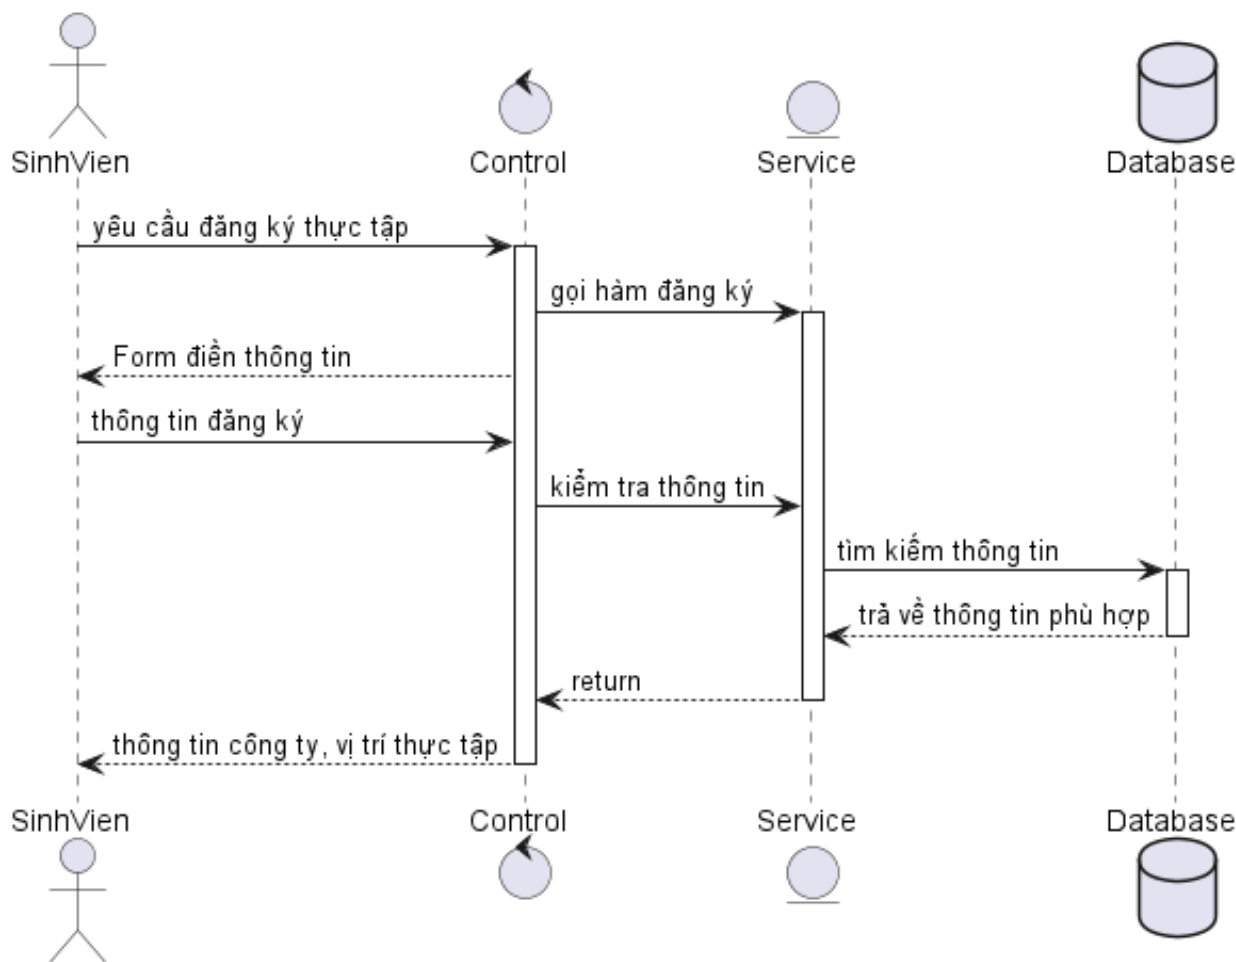 SinhVien
Control
Service
Database
yêu cầu đăng ký thực tập
gọi hàm đăng ký
Form điền thông tin
thông tin đăng ký
kiểm tra thông tin
tìm kiếm thông tin
trả về thông tin phù hợp
return
thông tin công ty, vị trí thực tập
SinhVien
Control
Service
Database